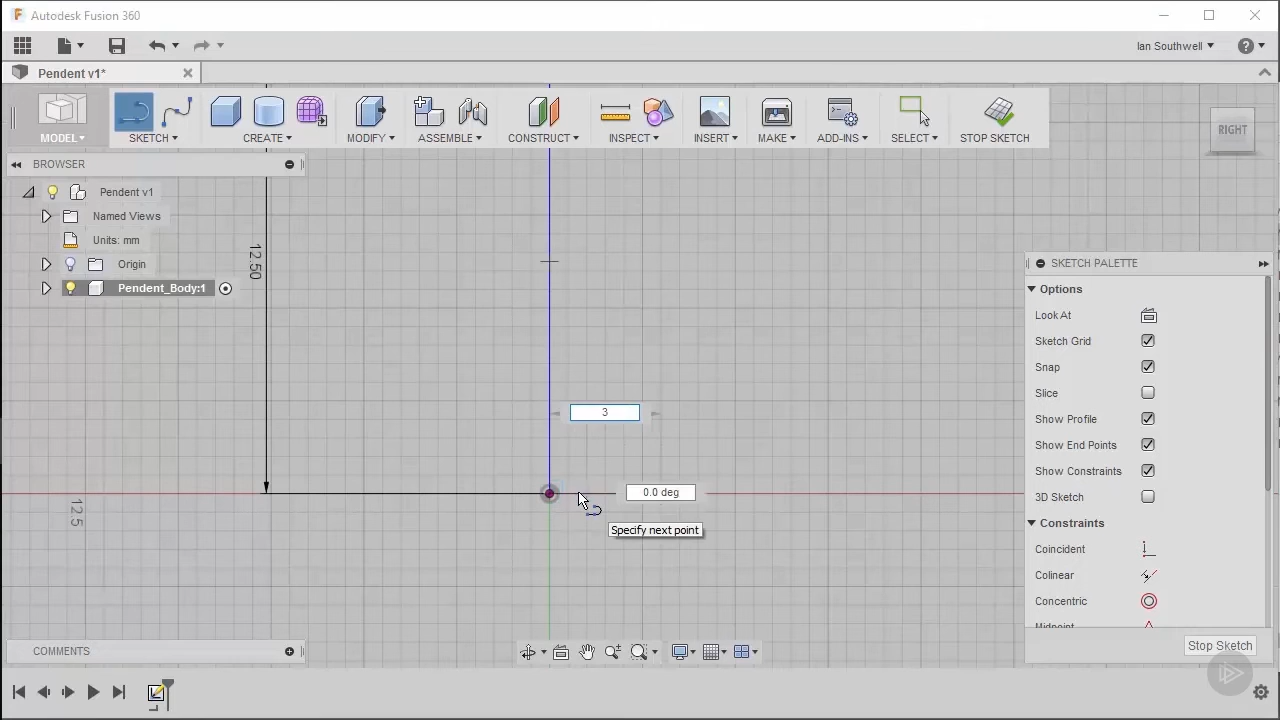 Autodesk Fusion 360
Ian Southwell
Pendent v1*
MODEL
SKETCH
CREATE
MODIFY
ASSEMBLE
CONSTRUCT
INSPECT
INSERT
MAKE
ADD-INS
SELECT
STOP SKETCH
RIGHT
BROWSER
Pendent v1
Named Views
Units: mm
Origin
Pendent_Body:1
12.50
3
12.5
0.0 deg
Specify next point
SKETCH PALETTE
Options
Look At
Sketch Grid
Snap
Slice
Show Profile
Show End Points
Show Constraints
3D Sketch
Constraints
Coincident
Colinear
Concentric
Midpoint
Stop Sketch
COMMENTS